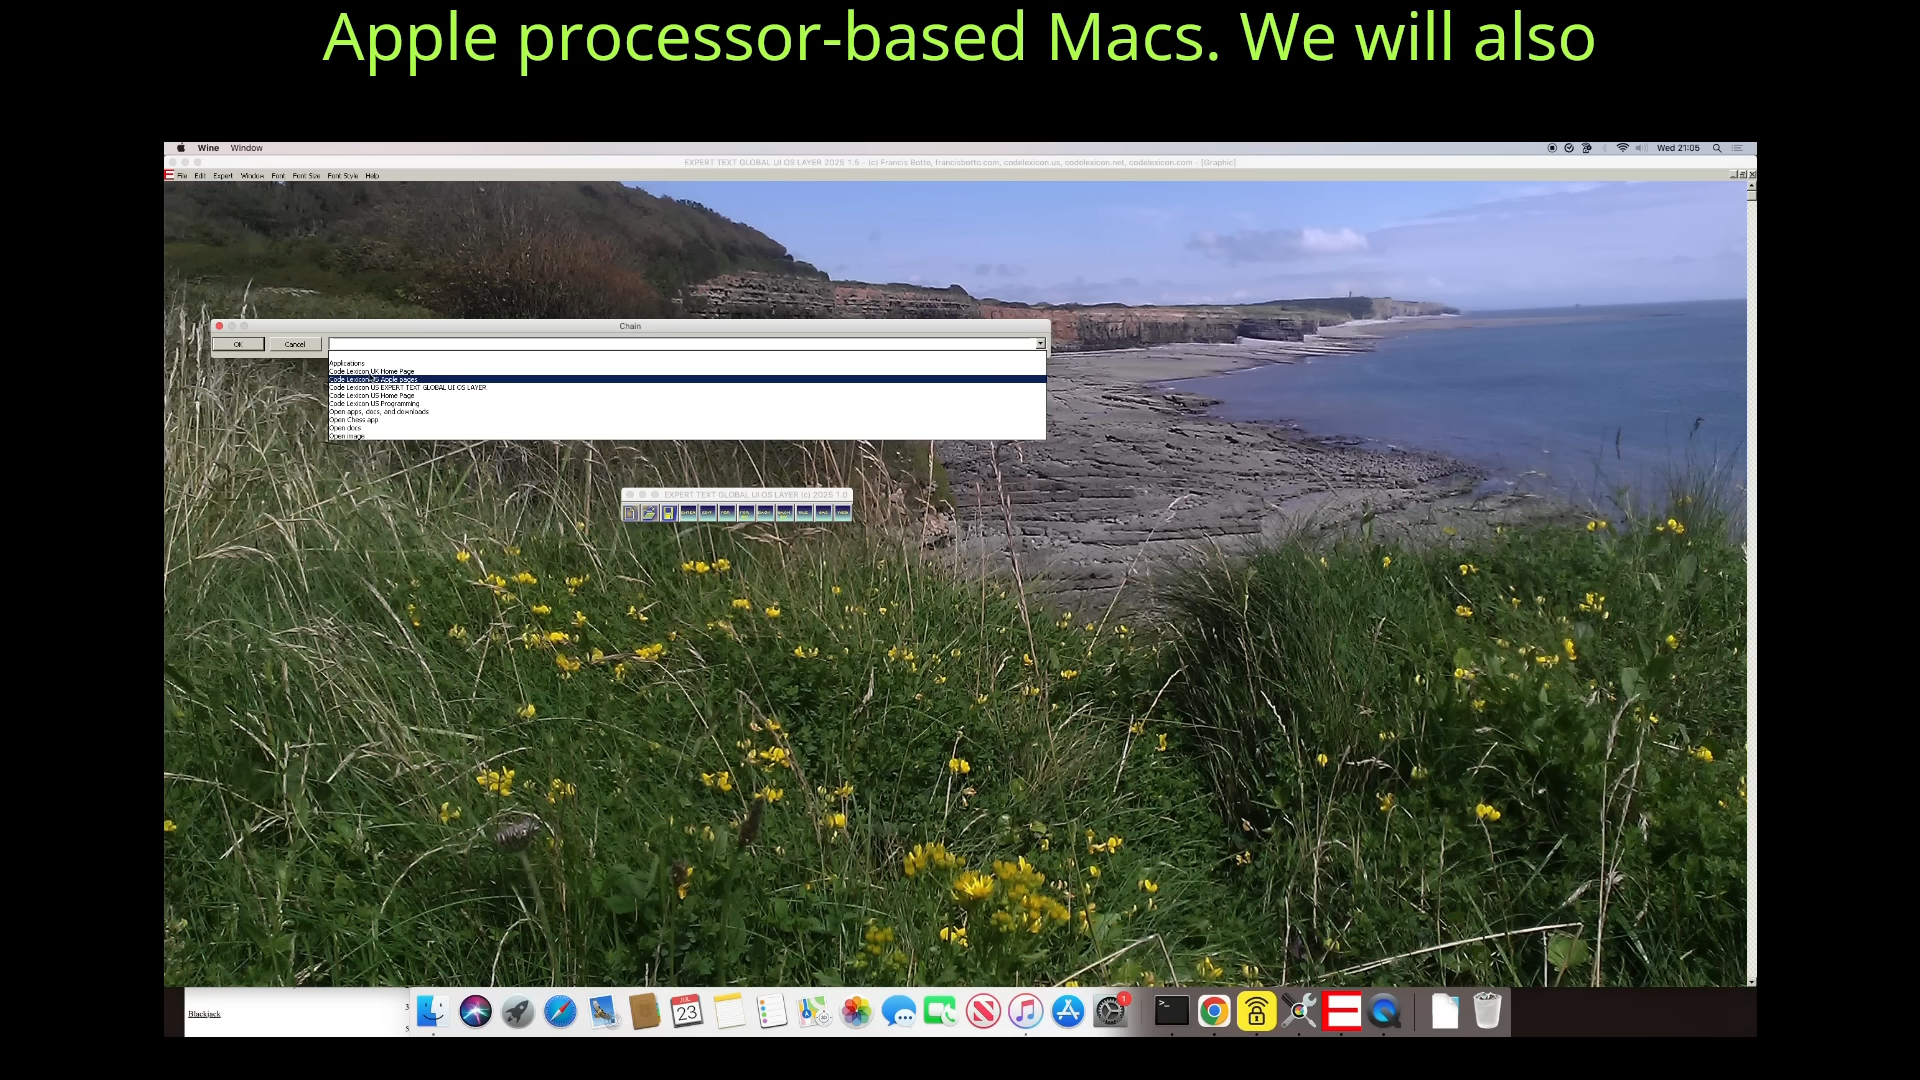 Apple processor-based Macs. We will also
Wine Window
Wed 21:05
EXPERT TEXT GLOBAL UI OS LAYER 2025 1.5 - (c) Francis Botto, francisbotto.com, codelexicon.us, codelexicon.net, codelexicon.com - [Graphic]
E File Edit Expert Window Font Font Size Font Style Help
Chain
OK Cancel
Applications
Code Lexicon UK Home Page
Code Lexicon US Apple pages
Code Lexicon US EXPERT TEXT GLOBAL UI OS LAYER
Code Lexicon US Home Page
Code Lexicon US Programming
Open apps, docs, and downloads
Open Chess app
Open docs
Open image
EXPERT TEXT GLOBAL UI OS LAYER (c) 2025 1.0
Blackjack
3
5
JUL
23
1
E